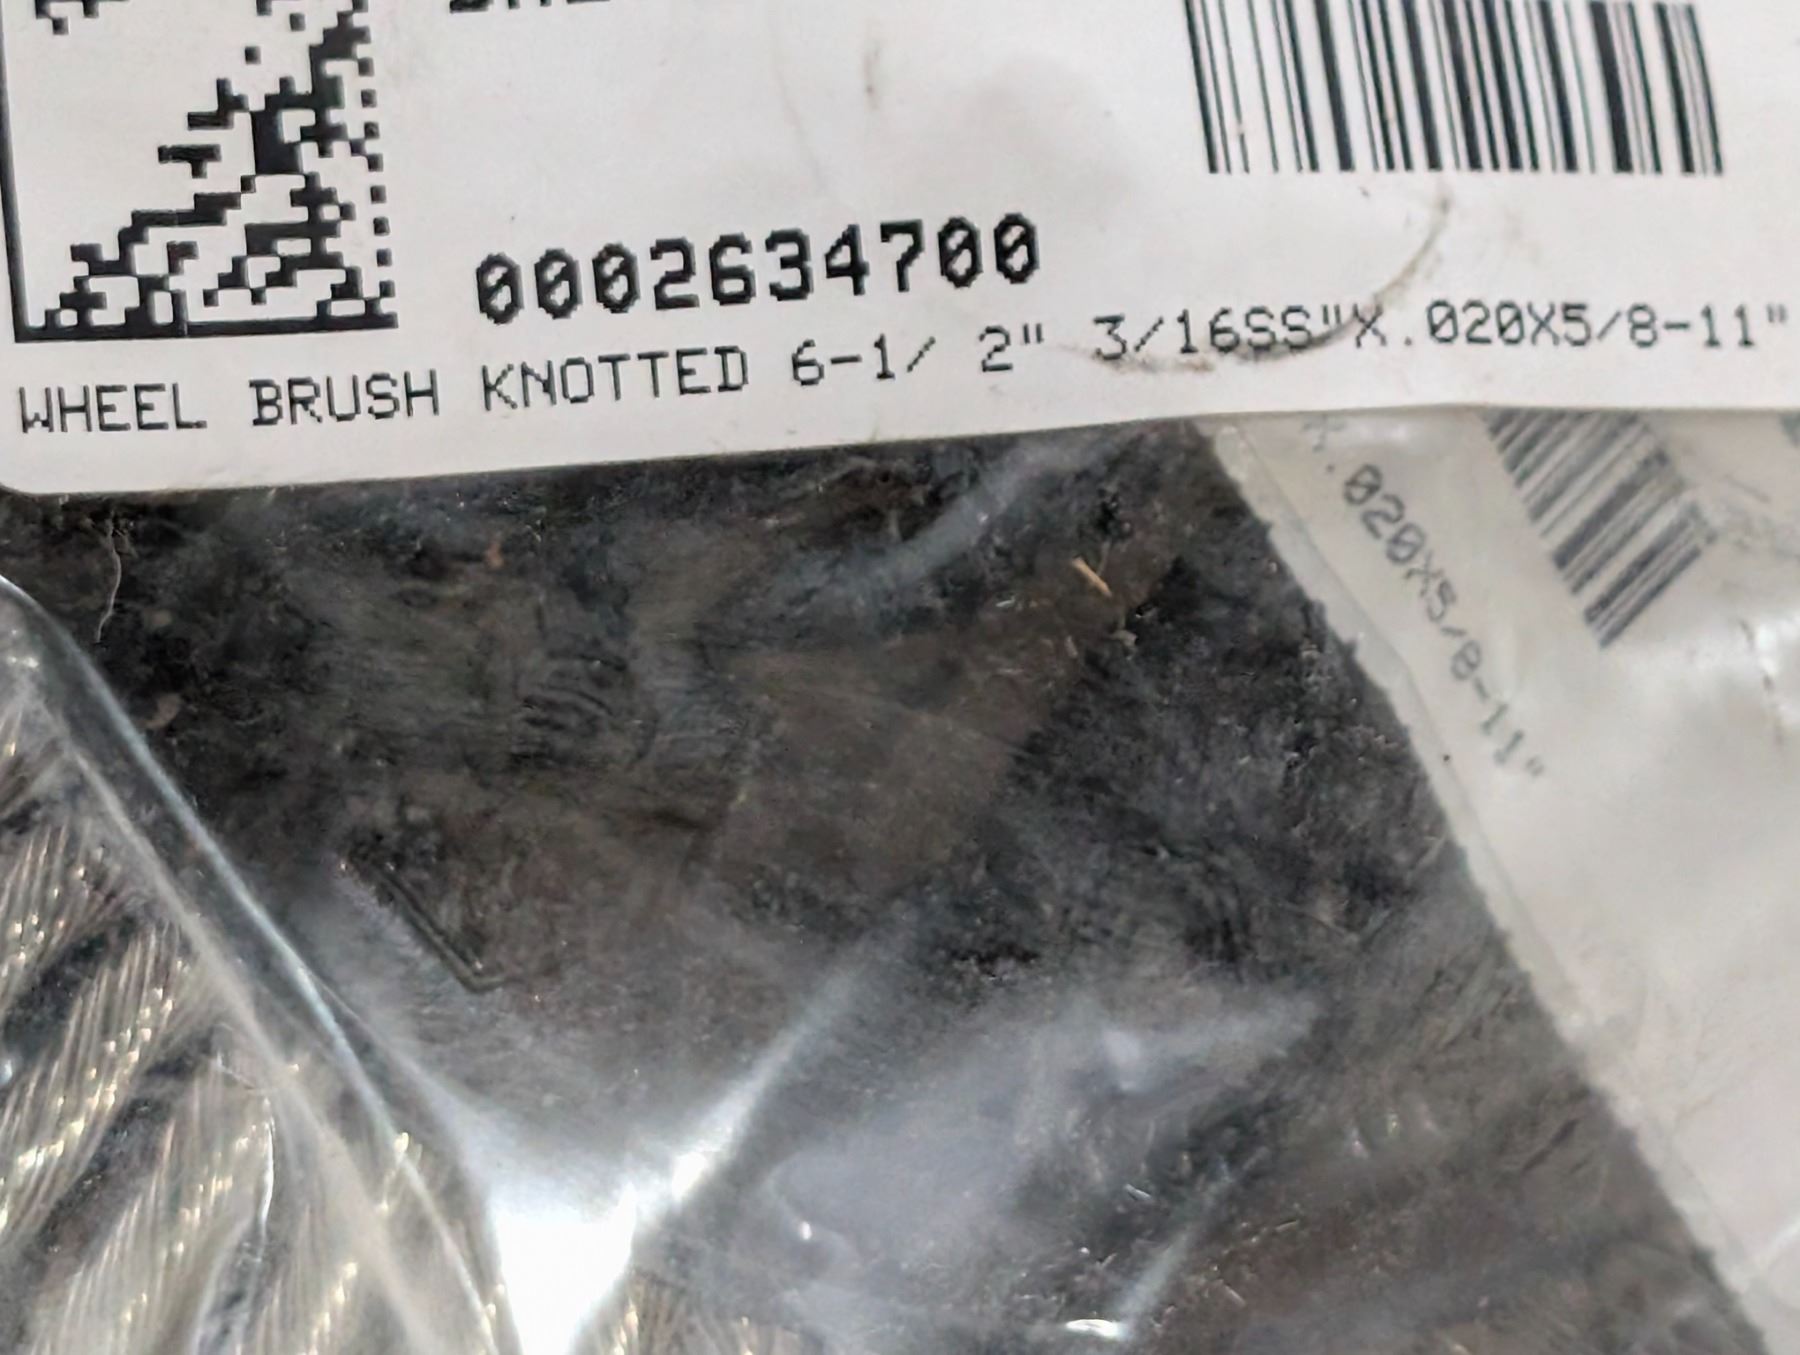 0002634700
WHEEL BRUSH KNOTTED 6-1/ 2" 3/16SS"X.020X5/8-11"
X.020X5/8-11"